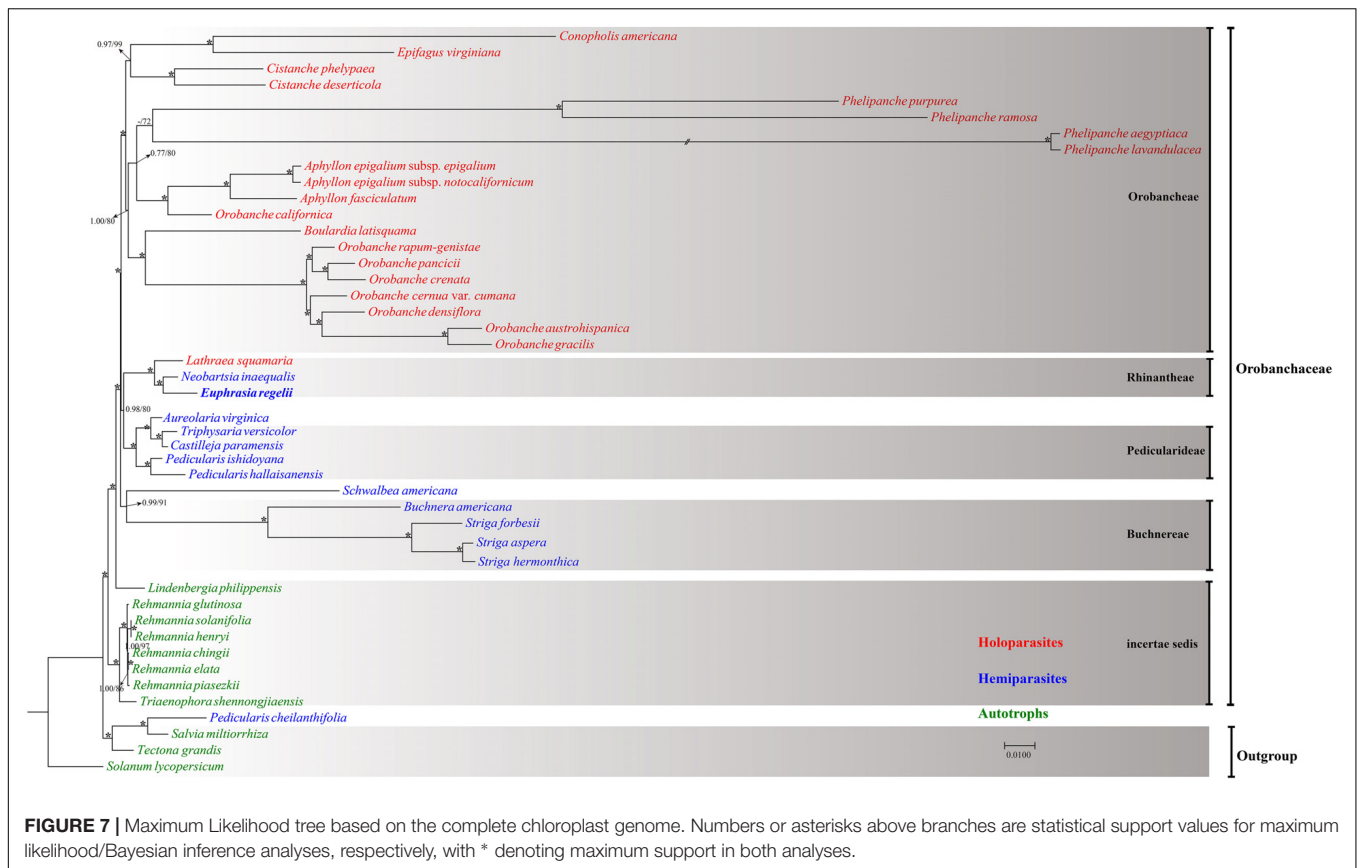 0.97/99
Conopholis americana
Epifagus virginiana
Cistanche phelypaea
Cistanche deserticola
Phelipanche purpurea
Phelipanche ramosa
-/72
Phelipanche aegyptiaca
Phelipanche lavandulacea
0.77/80
Aphyllon epigalium subsp. epigalium
Aphyllon epigalium subsp. notocalifornicum
Aphyllon fasciculatum
Orobancheae
Orobanche californica
1.00/80
Boulardia latisquama
Orobanche rapum-genistae
Orobanche pancicii
Orobanche crenata
Orobanche cernua var. cumana
Orobanche densiflora
Orobanche austrohispanica
Orobanche gracilis
Lathraea squamaria
Orobanchaceae
Neobartsia inaequalis
Rhinantheae
Euphrasia regelii
0.98/80
Aureolaria virginica
Triphysaria versicolor
Castilleja paramensis
Pedicularideae
Pedicularis ishidoyana
Pedicularis hallaisanensis
Schwalbea americana
0.99/91
Buchnera americana
Striga forbesii
Buchnereae
Striga aspera
Striga hermonthica
Lindenbergia philippensis
Rehmannia glutinosa
Rehmannia solanifolia
Rehmannia henryi
1.00/97
Holoparasites
incertae sedis
Rehmannia chingii
Rehmannia elata
Hemiparasites
1.00/86
Rehmannia piasezkii
Triaenophora shennongjiaensis
Autotrophs
Pedicularis cheilanthifolia
Salvia miltiorrhiza
Tectona grandis
0.0100
Outgroup
Solanum lycopersicum
FIGURE 7 | Maximum Likelihood tree based on the complete chloroplast genome. Numbers or asterisks above branches are statistical support values for maximum
likelihood/Bayesian inference analyses, respectively, with * denoting maximum support in both analyses.